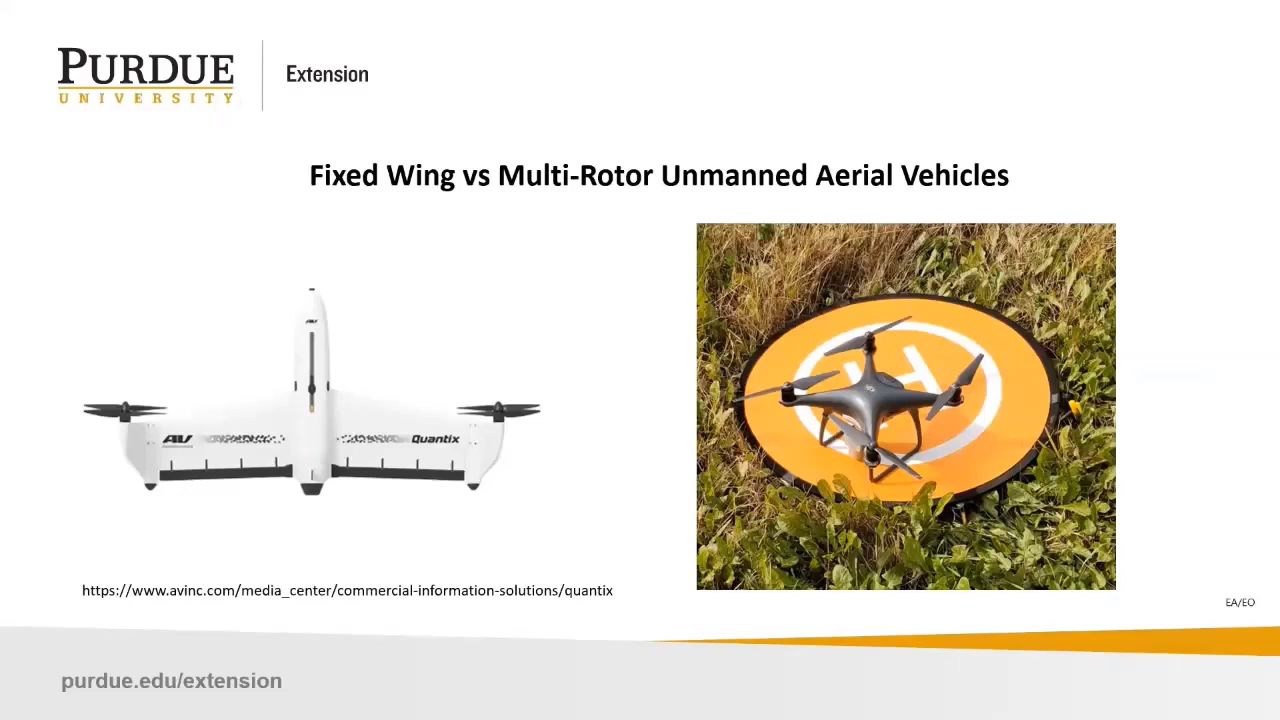 PURDUE
UNIVERSITY
Extension
Fixed Wing vs Multi-Rotor Unmanned Aerial Vehicles
AV
AV
Quantix
H
https://www.avinc.com/media_center/commercial-information-solutions/quantix
EA/EO
purdue.edu/extension